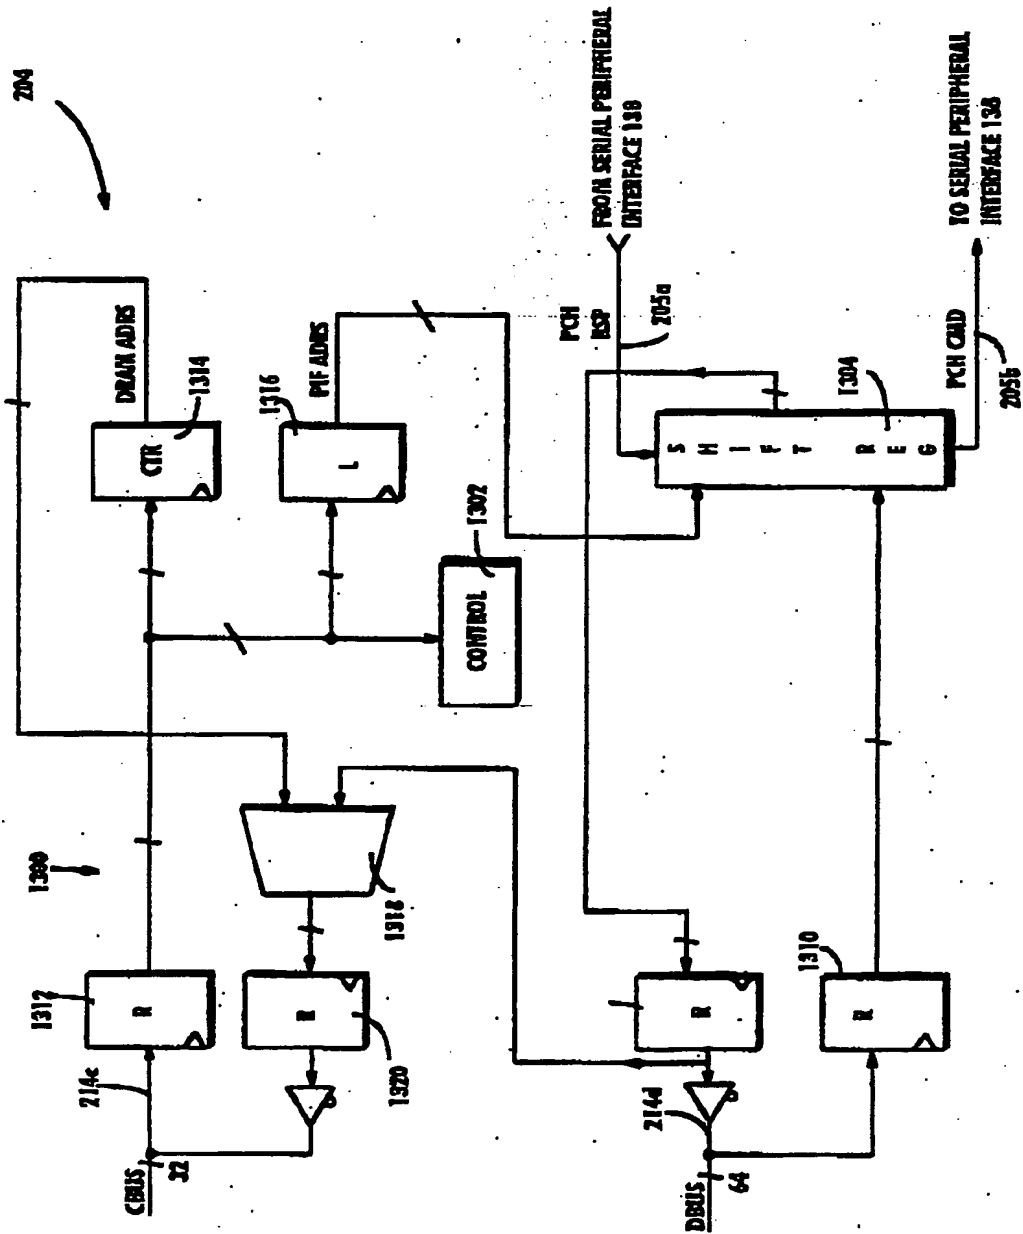 204
DRAM ADRS
CTR
1314
PIF ADRS
1316
L
CONTROL
1302
1300
1312
R
214c
CBUS
32
1318
R
1320
FROM SERIAL PERIPHERAL
INTERFACE 138
PCH
RSP
205a
SHIFT REG
1304
PCH CMD
205b
TO SERIAL PERIPHERAL
INTERFACE 138
R
214d
DBUS
64
1310
R